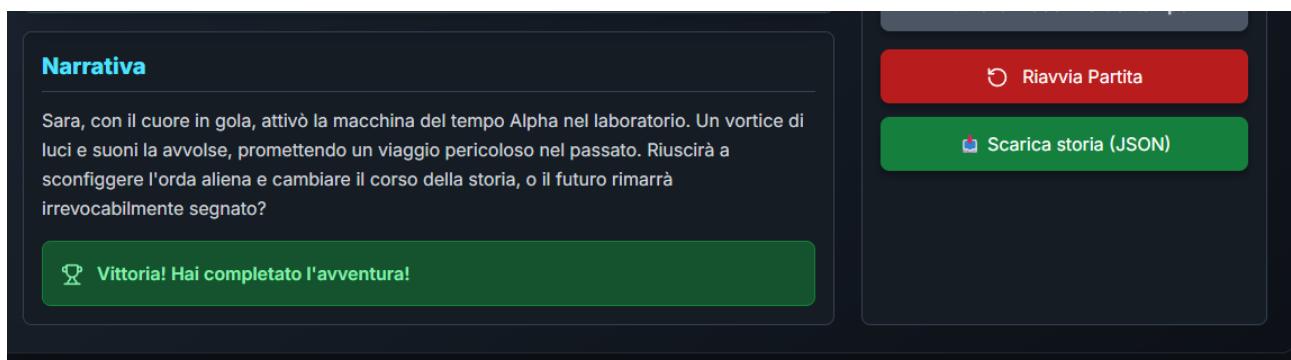 Narrativa
Sara, con il cuore in gola, attivò la macchina del tempo Alpha nel laboratorio. Un vortice di
luci e suoni la avvolse, promettendo un viaggio pericoloso nel passato. Riuscirà a
sconfiggere l'orda aliena e cambiare il corso della storia, o il futuro rimarrà
irrevocabilmente segnato?
Vittoria! Hai completato l'avventura!
Riavvia Partita
Scarica storia (JSON)